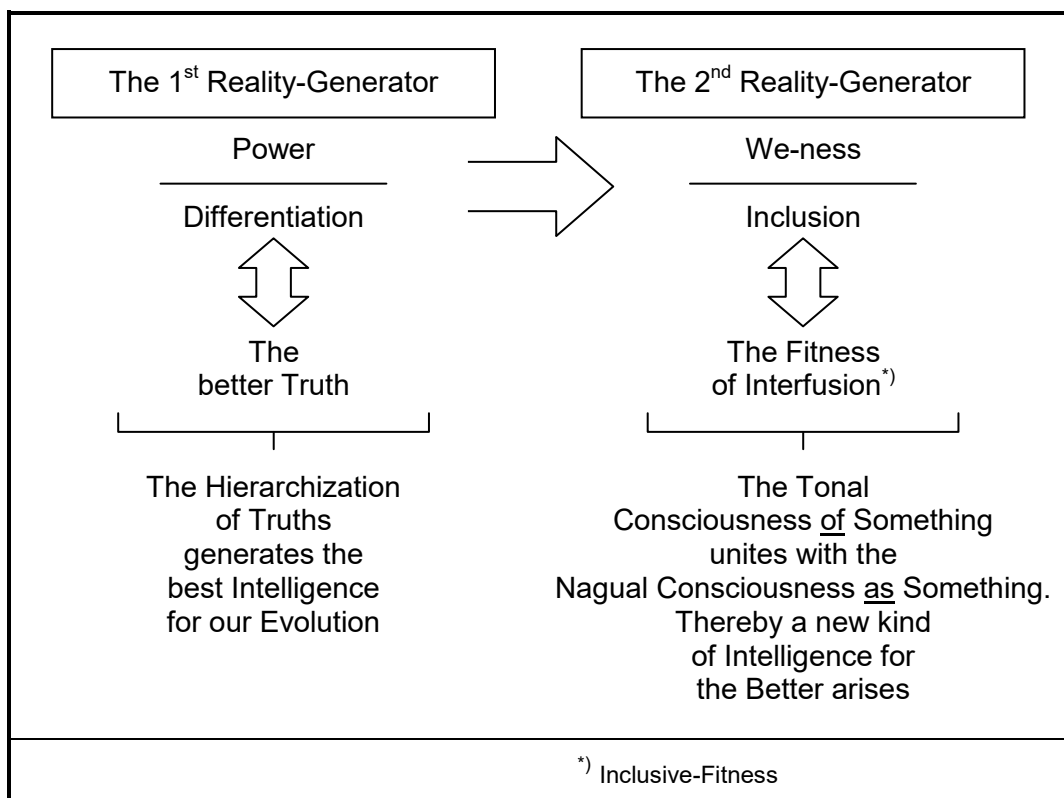 The 1st Reality-Generator
Power
Differentiation
The
better Truth
The Hierarchization
of Truths
generates the
best Intelligence
for our Evolution
The 2nd Reality-Generator
We-ness
Inclusion
The Fitness
of Interfusion*)
The Tonal
Consciousness of Something
unites with the
Nagual Consciousness as Something.
Thereby a new kind
of Intelligence for
the Better arises
*) Inclusive-Fitness